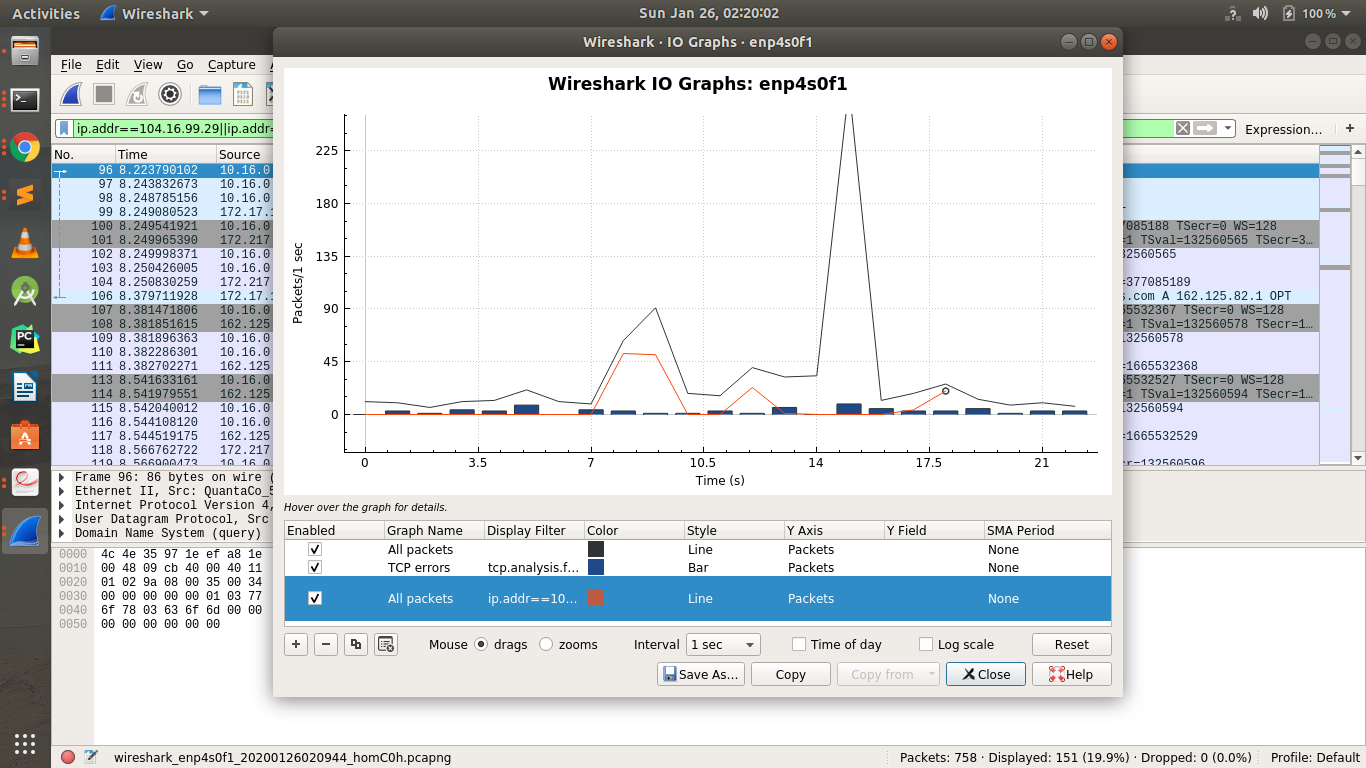 Activities Wireshark Sun Jan 26, 02:20:02 100 %
Wireshark · IO Graphs · enp4s0f1
File Edit View Go Capture
ip.addr==104.16.99.29||ip.addr= Expression… +
No. Time Source
96 8.223790102 10.16.0
97 8.243832673 10.16.0
98 8.248785156 10.16.0
99 8.249080523 172.17.1
100 8.249541921 10.16.0 77085188 TSecr=0 WS=128
101 8.249965390 172.217 =1 TSval=132560565 TSecr=3…
102 8.249998371 10.16.0 32560565
103 8.250426005 10.16.0
104 8.250830259 172.217 =377085189
106 8.379711928 172.17.1 s.com A 162.125.82.1 OPT
107 8.381471806 10.16.0 65532367 WS=128 TSecr=0
108 8.381851615 162.125 =1 TSval=132560578 TSecr=1…
109 8.381896363 10.16.0 132560578
110 8.382286301 10.16.0
111 8.382702271 162.125 =1665532368
113 8.541633161 10.16.0 65532527 TSecr=0 WS=128
114 8.541979551 162.125 =1 TSval=132560594 TSecr=1…
115 8.542040012 10.16.0 132560594
116 8.544108120 10.16.0
117 8.544519175 162.125 =1665532529
118 8.566762722 172.217
119 8.566900473 10.16.0 cr=132560596
Wireshark IO Graphs: enp4s0f1
Packets/1 sec
225
180
135
90
45
0
0 3.5 7 10.5 14 17.5 21
Time (s)
Hover over the graph for details.
Enabled Graph Name Display Filter Color Style Y Axis Y Field SMA Period
All packets Line Packets None
TCP errors tcp.analysis.f… Bar Packets None
All packets ip.addr==10… Line Packets None
+ − Mouse drags zooms Interval 1 sec Time of day Log scale Reset
Save As… Copy Copy from Close Help
Frame 96: 86 bytes on wire (
Ethernet II, Src: QuantaCo_5
Internet Protocol Version 4,
User Datagram Protocol, Src
Domain Name System (query)
0000 4c 4e 35 97 1e ef a8 1e
0010 00 48 09 cb 40 00 40 11
0020 01 02 9a 08 00 35 00 34
0030 00 00 00 00 00 01 03 77
0040 6f 78 03 63 6f 6d 00 00
0050 00 00 00 00 00 00
wireshark_enp4s0f1_20200126020944_homC0h.pcapng Packets: 758 · Displayed: 151 (19.9%) · Dropped: 0 (0.0%) Profile: Default